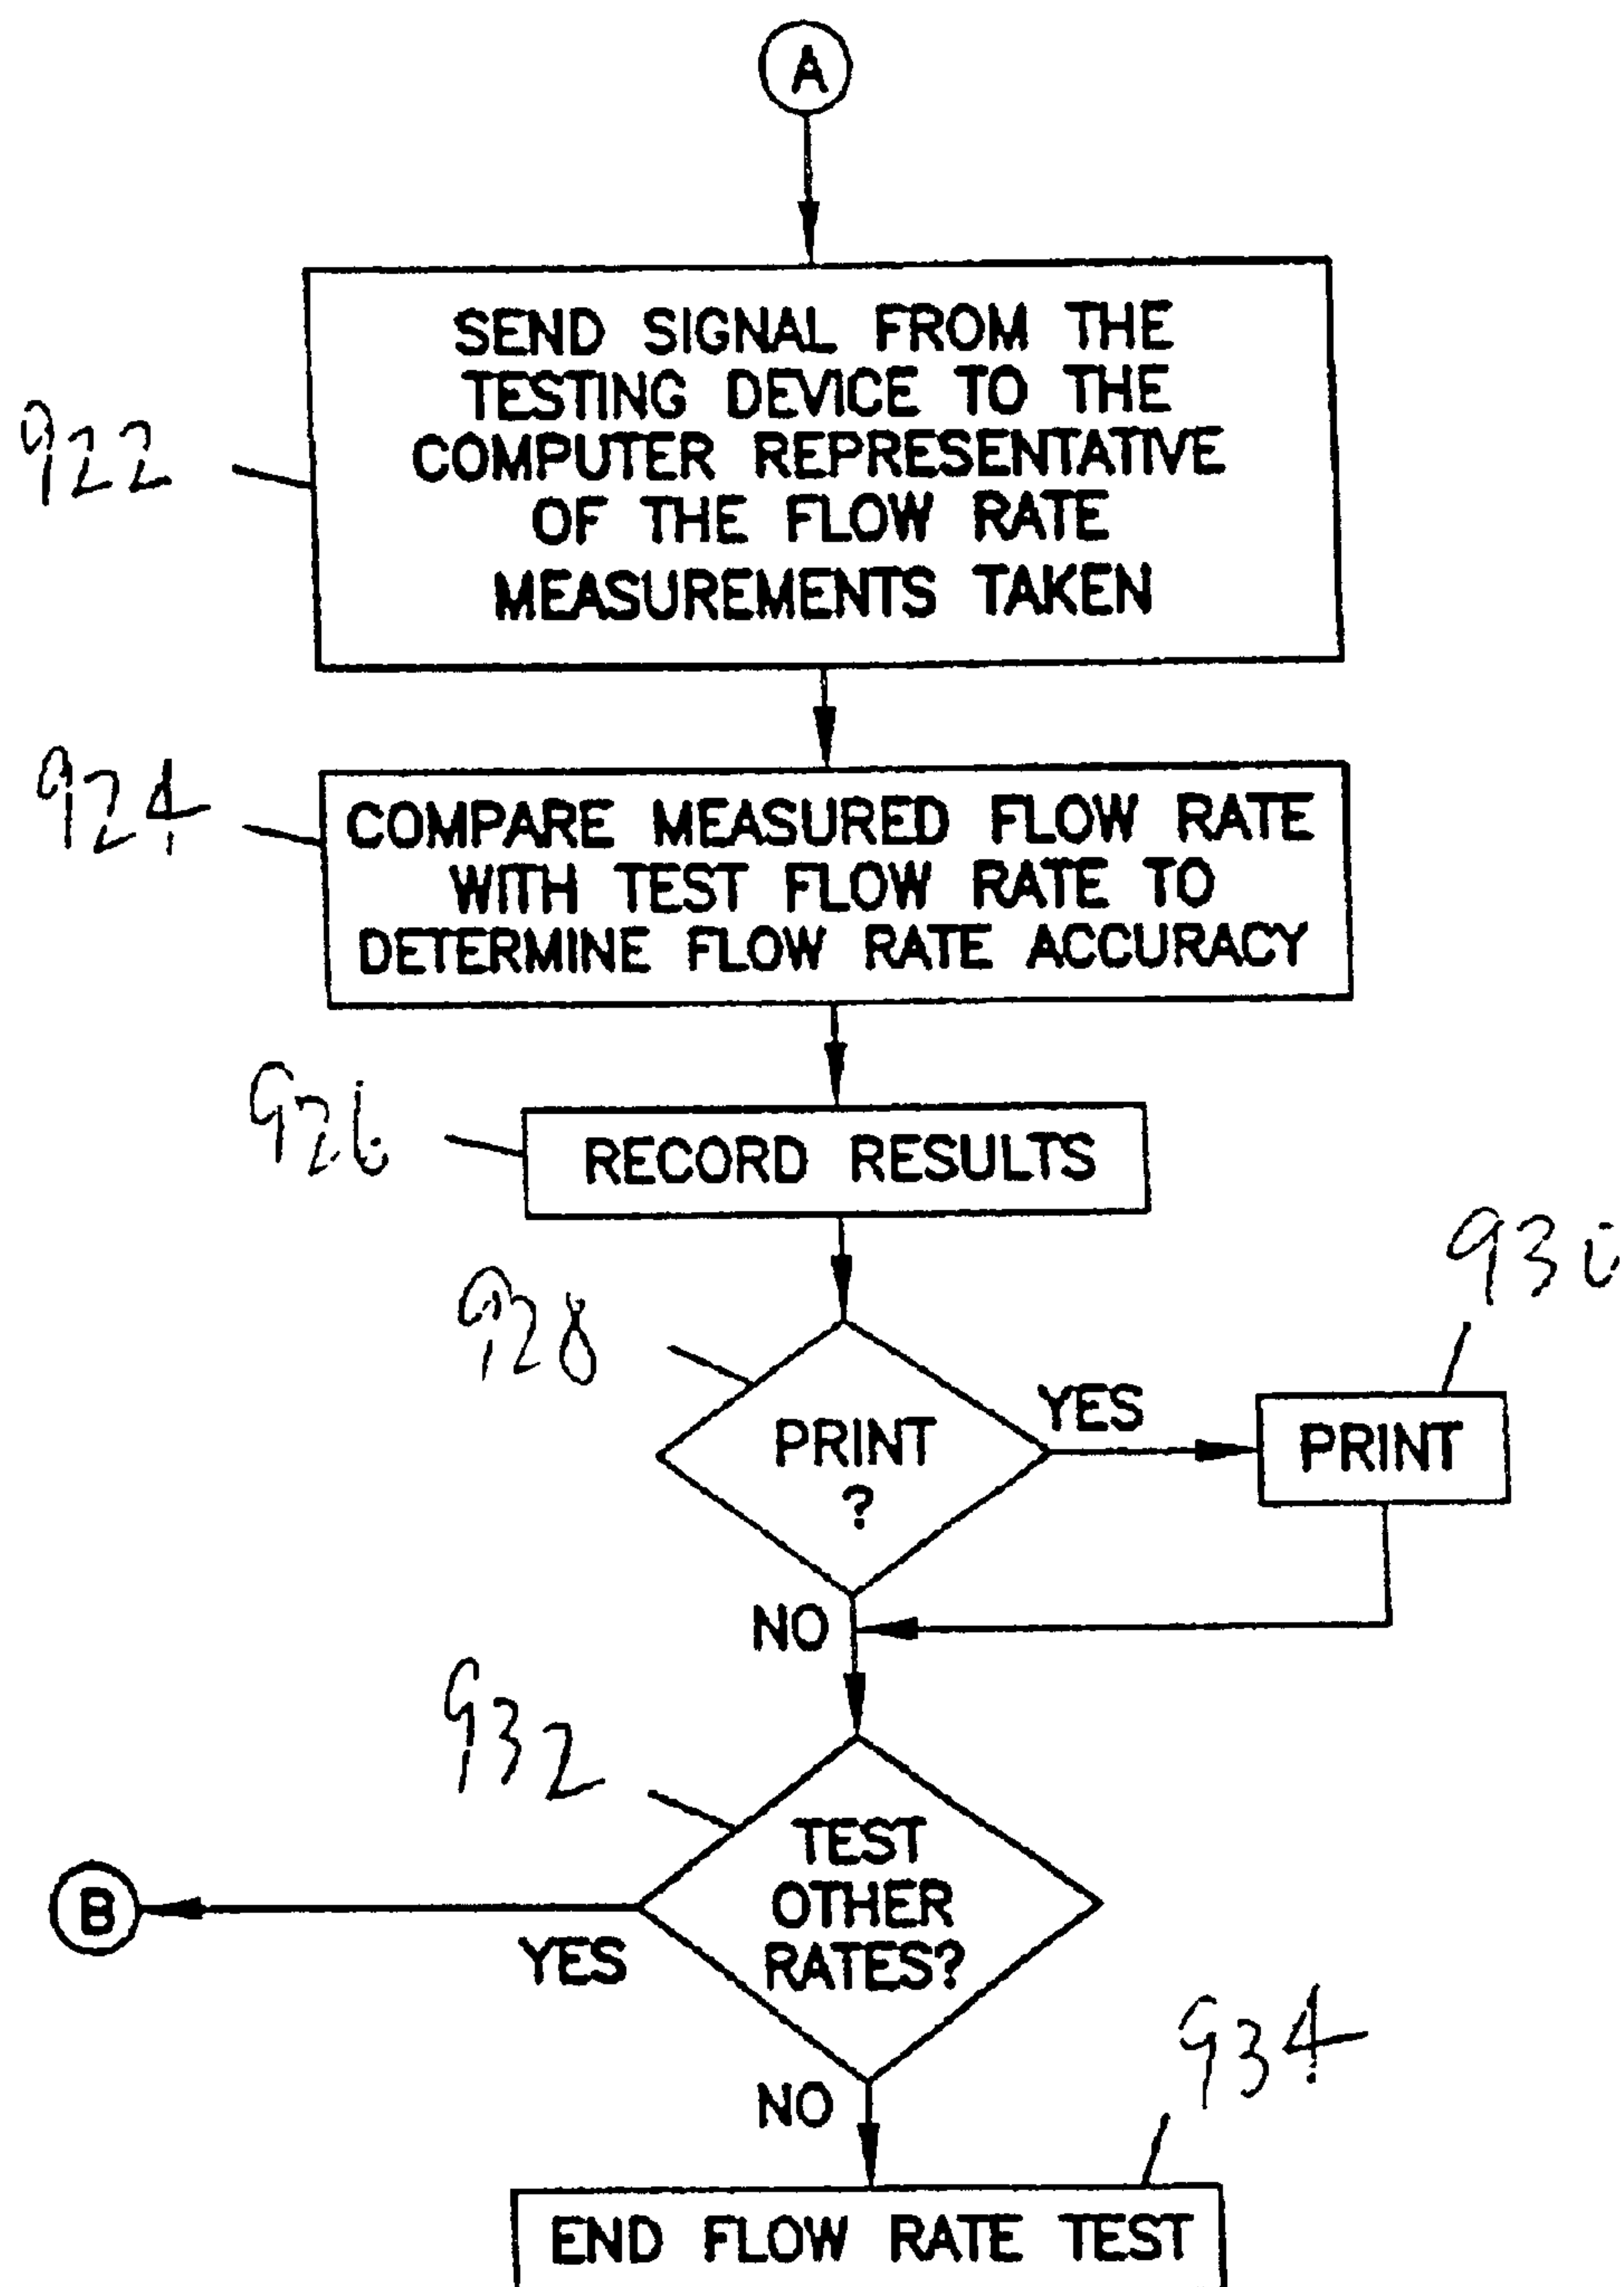 A
SEND SIGNAL FROM THE
TESTING DEVICE TO THE
COMPUTER REPRESENTATIVE
OF THE FLOW RATE
MEASUREMENTS TAKEN
922
924
COMPARE MEASURED FLOW RATE
WITH TEST FLOW RATE TO
DETERMINE FLOW RATE ACCURACY
926
RECORD RESULTS
930
928
PRINT
?
YES
PRINT
NO
932
TEST
OTHER
RATES?
B
YES
934
NO
END FLOW RATE TEST